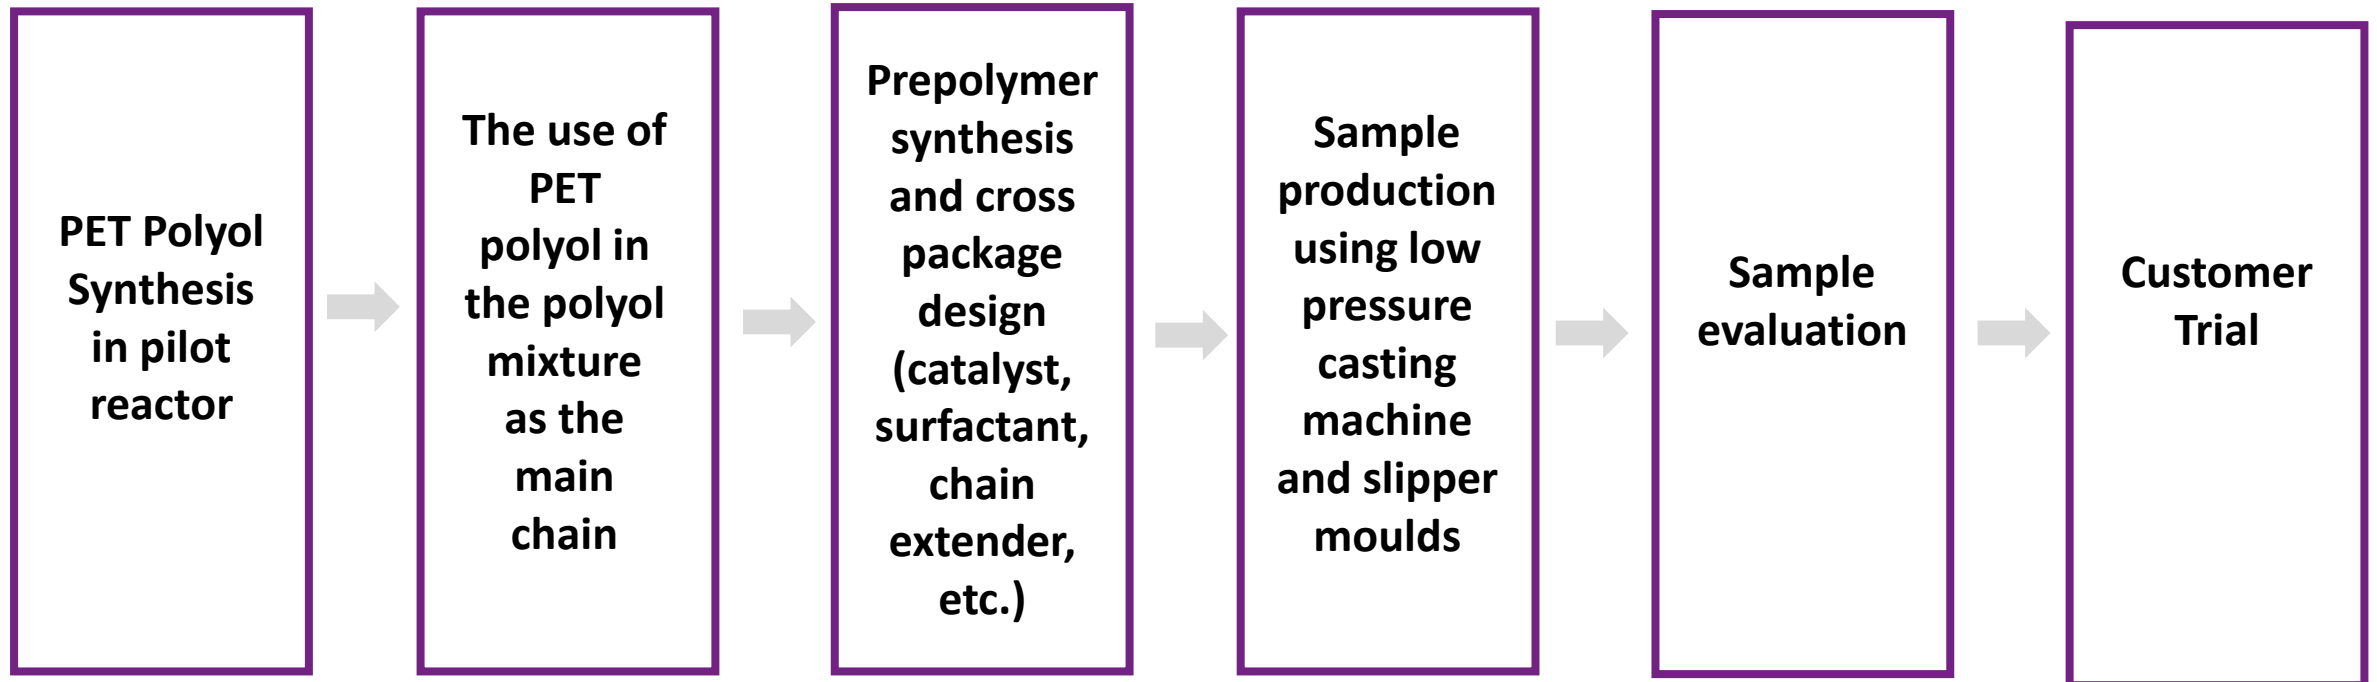 PET Polyol
Synthesis
in pilot
reactor
The use of
PET
polyol in
the polyol
mixture
as the
main
chain
Prepolymer
synthesis
and cross
package
design
(catalyst,
surfactant,
chain
extender,
etc.)
Sample
production
using low
pressure
casting
machine
and slipper
moulds
Sample
evaluation
Customer
Trial